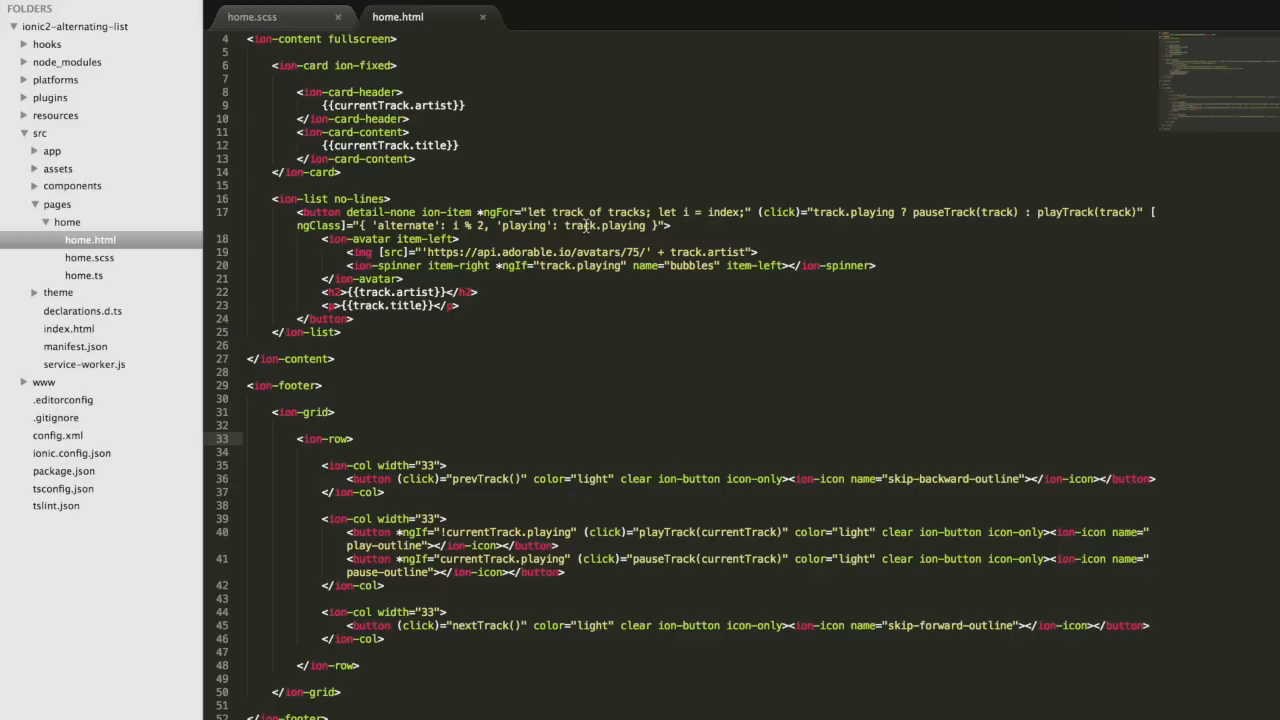 FOLDERS
ionic2-alternating-list
hooks
node_modules
platforms
plugins
resources
src
app
assets
components
pages
home
home.html
home.scss
home.ts
theme
declarations.d.ts
index.html
manifest.json
service-worker.js
www
.editorconfig
.gitignore
config.xml
ionic.config.json
package.json
tsconfig.json
tslint.json
home.scss ×
home.html ×
4 <ion-content fullscreen>
5
6 <ion-card ion-fixed>
7
8 <ion-card-header>
9 {{currentTrack.artist}}
10 </ion-card-header>
11 <ion-card-content>
12 {{currentTrack.title}}
13 </ion-card-content>
14 </ion-card>
15
16 <ion-list no-lines>
17 <button detail-none ion-item *ngFor="let track of tracks; let i = index;" (click)="track.playing ? pauseTrack(track) : playTrack(track)" [
ngClass]="{ 'alternate': i % 2, 'playing': track.playing }">
18 <ion-avatar item-left>
19 <img [src]="'https://api.adorable.io/avatars/75/' + track.artist">
20 <ion-spinner item-right *ngIf="track.playing" name="bubbles" item-left></ion-spinner>
21 </ion-avatar>
22 <h2>{{track.artist}}</h2>
23 <p>{{track.title}}</p>
24 </button>
25 </ion-list>
26
27 </ion-content>
28
29 <ion-footer>
30
31 <ion-grid>
32
33 <ion-row>
34
35 <ion-col width="33">
36 <button (click)="prevTrack()" color="light" clear ion-button icon-only><ion-icon name="skip-backward-outline"></ion-icon></button>
37 </ion-col>
38
39 <ion-col width="33">
40 <button *ngIf="!currentTrack.playing" (click)="playTrack(currentTrack)" color="light" clear ion-button icon-only><ion-icon name="
play-outline"></ion-icon></button>
41 <button *ngIf="currentTrack.playing" (click)="pauseTrack(currentTrack)" color="light" clear ion-button icon-only><ion-icon name="
pause-outline"></ion-icon></button>
42 </ion-col>
43
44 <ion-col width="33">
45 <button (click)="nextTrack()" color="light" clear ion-button icon-only><ion-icon name="skip-forward-outline"></ion-icon></button>
46 </ion-col>
47
48 </ion-row>
49
50 </ion-grid>
51
52 </ion-footer>